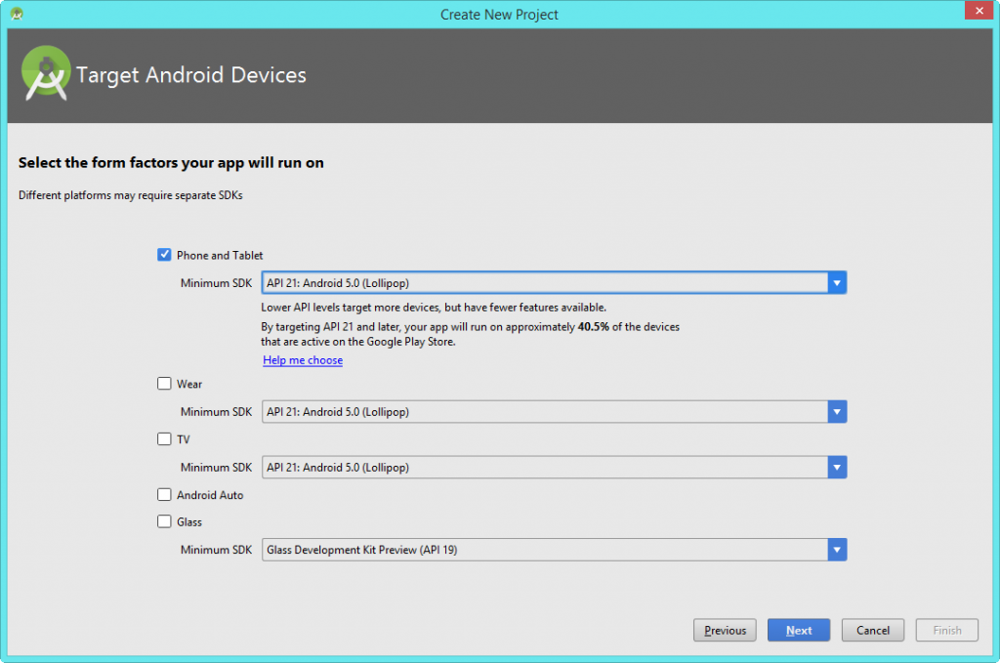 Create New Project
Target Android Devices
Select the form factors your app will run on
Different platforms may require separate SDKs
Phone and Tablet
Minimum SDK API 21: Android 5.0 (Lollipop)
Lower API levels target more devices, but have fewer features available.
By targeting API 21 and later, your app will run on approximately 40.5% of the devices
that are active on the Google Play Store.
Help me choose
Wear
Minimum SDK API 21: Android 5.0 (Lollipop)
TV
Minimum SDK API 21: Android 5.0 (Lollipop)
Android Auto
Glass
Minimum SDK Glass Development Kit Preview (API 19)
Previous Next Cancel Finish